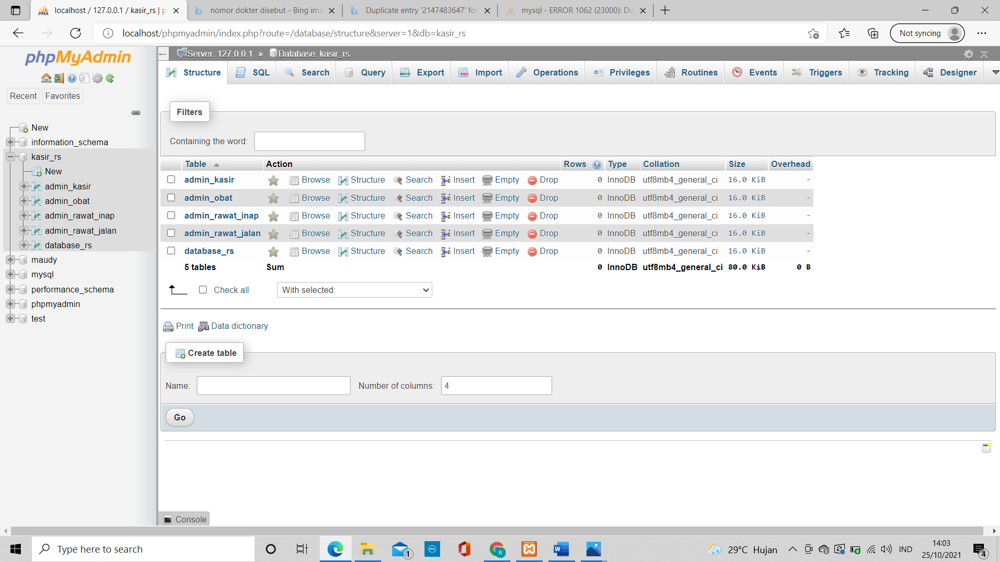 localhost / 127.0.0.1 / kasir_rs | p
nomor dokter disebut - Bing ima
Duplicate entry '2147483647' for
mysql - ERROR 1062 (23000): Du
localhost/phpmyadmin/index.php?route=/database/structure&server=1&db=kasir_rs
Not syncing
phpMyAdmin
Recent
Favorites
New
information_schema
kasir_rs
New
admin_kasir
admin_obat
admin_rawat_inap
admin_rawat_jalan
database_rs
maudy
mysql
performance_schema
phpmyadmin
test
Server: 127.0.0.1 » Database: kasir_rs
Structure SQL Search Query Export Import Operations Privileges Routines Events Triggers Tracking Designer
Filters
Containing the word:
Table Action Rows Type Collation Size Overhead
admin_kasir Browse Structure Search Insert Empty Drop 0 InnoDB utf8mb4_general_ci 16.0 KiB -
admin_obat Browse Structure Search Insert Empty Drop 0 InnoDB utf8mb4_general_ci 16.0 KiB -
admin_rawat_inap Browse Structure Search Insert Empty Drop 0 InnoDB utf8mb4_general_ci 16.0 KiB -
admin_rawat_jalan Browse Structure Search Insert Empty Drop 0 InnoDB utf8mb4_general_ci 16.0 KiB -
database_rs Browse Structure Search Insert Empty Drop 0 InnoDB utf8mb4_general_ci 16.0 KiB -
5 tables Sum 0 InnoDB utf8mb4_general_ci 80.0 KiB 0 B
Check all With selected:
Print Data dictionary
Create table
Name: Number of columns: 4
Go
Console
Type here to search
1
DELL
R
W
29°C Hujan
IND
14:03
25/10/2021
4